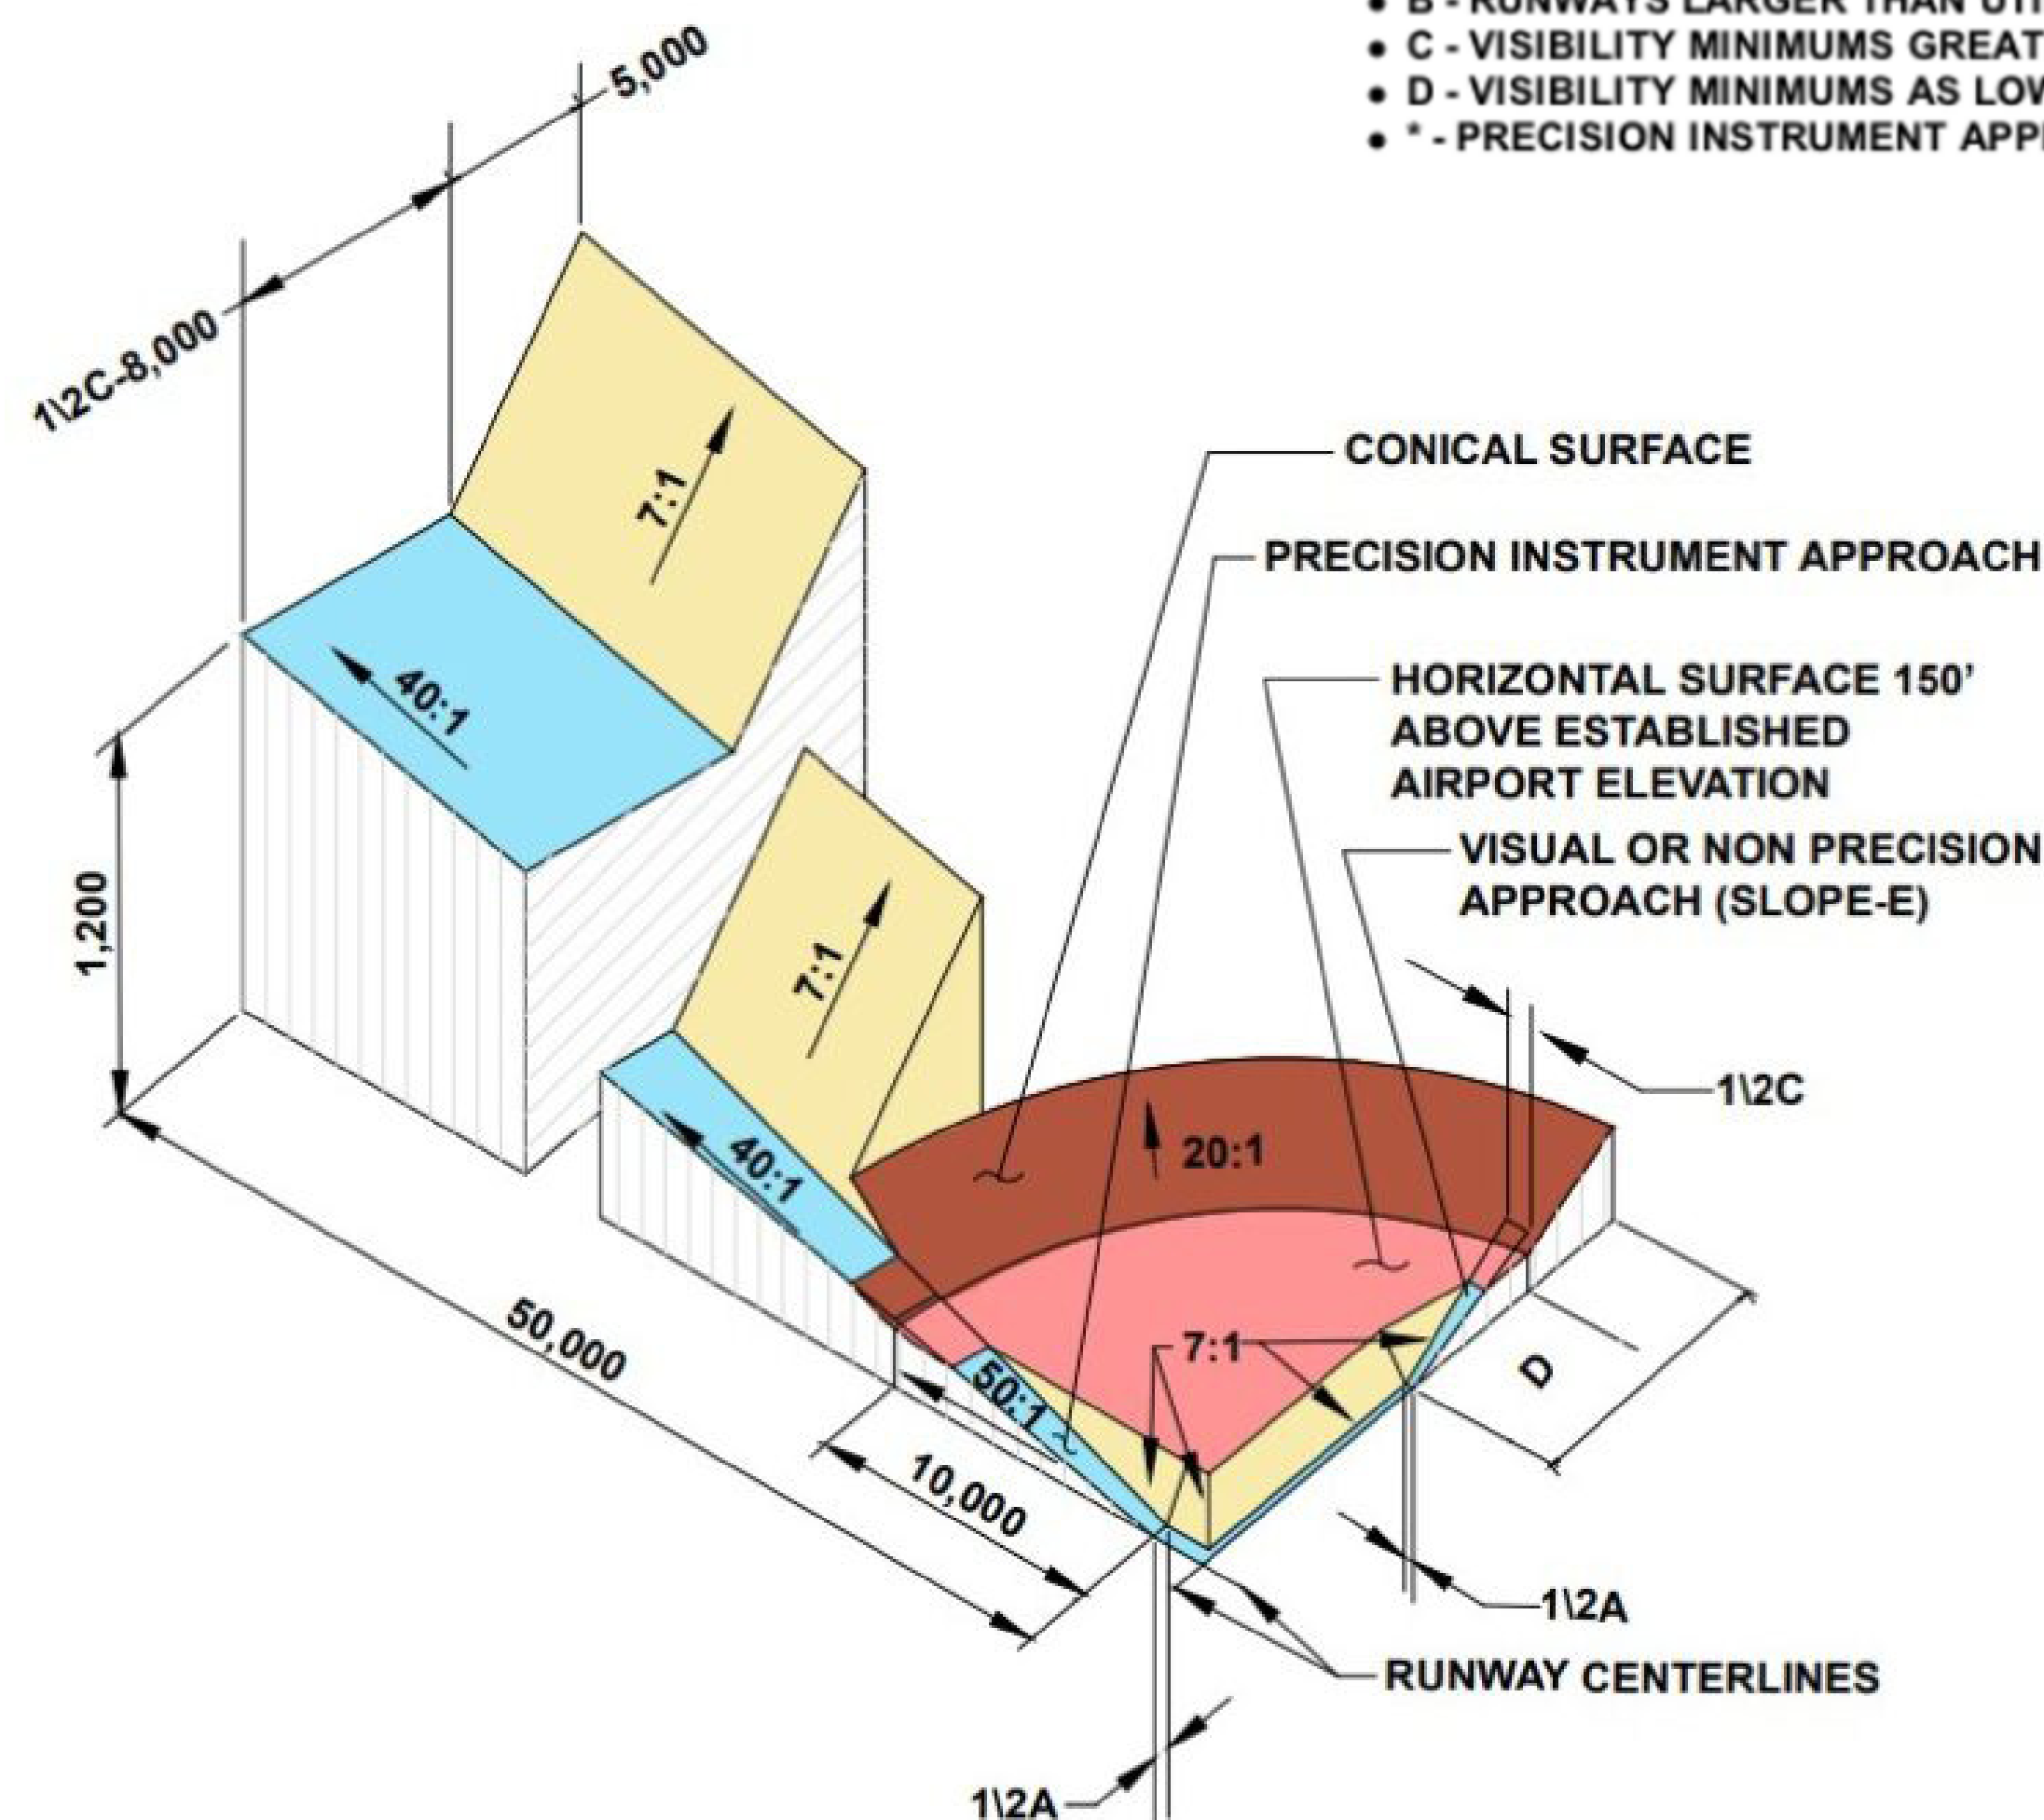 • B - RUNWAYS LARGER THAN
• C - VISIBILITY MINIMUMS
• D - VISIBILITY MINIMUMS AS
• * - PRECISION INSTRUMENT
5,000
1\2C-8,000
7:1
CONICAL SURFACE
PRECISION INSTRUMENT APPROACH
40:1
HORIZONTAL SURFACE 150’
ABOVE ESTABLISHED
AIRPORT ELEVATION
VISUAL OR NON PRECISION
APPROACH (SLOPE-E)
1,200
7:1
1\2C
40:1
20:1
50,000
7:1
D
50:1
10,000
1\2A
RUNWAY CENTERLINES
1\2A